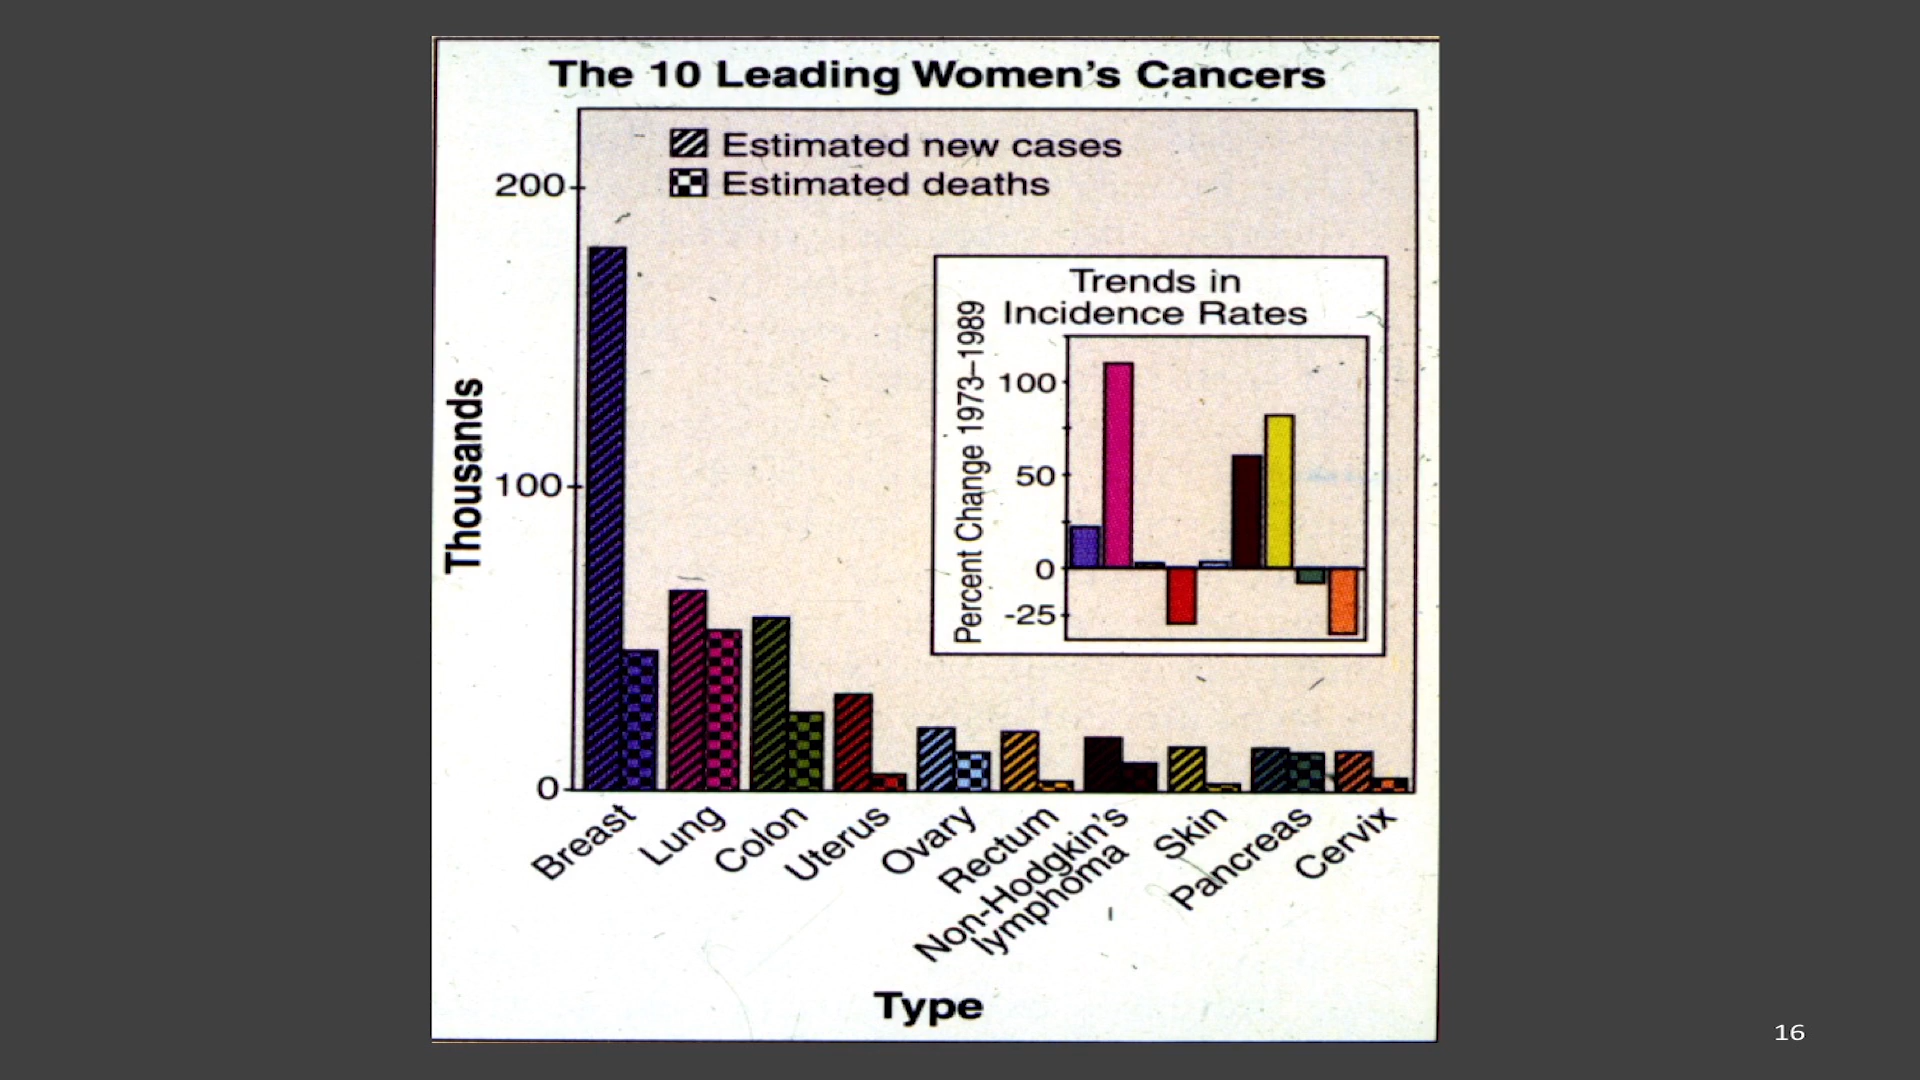 The 10 Leading Women's Cancers
Estimated new cases
Estimated deaths
Thousands
200
100
0
Trends in
Incidence Rates
Percent Change 1973–1989
100
50
0
-25
Breast
Lung
Colon
Uterus
Ovary
Rectum
Non-Hodgkin's
lymphoma
Skin
Pancreas
Cervix
Type
16